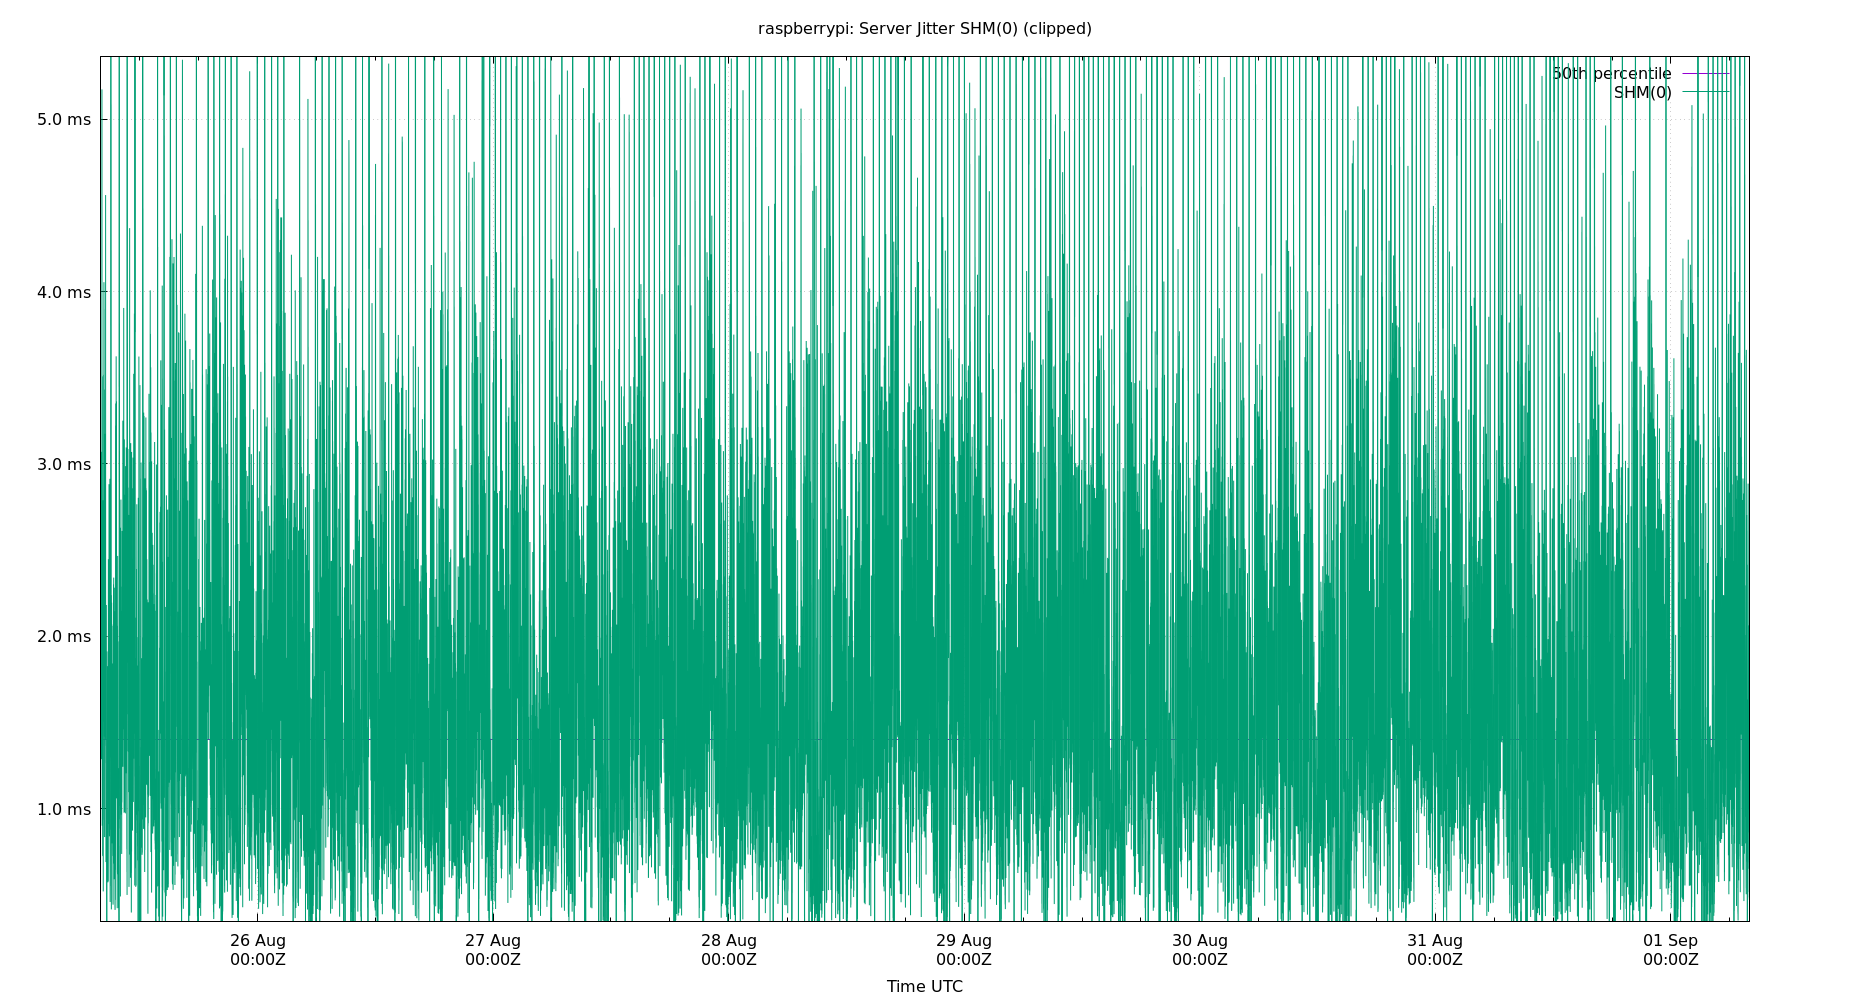 raspberrypi: Server Jitter SHM(0) (clipped)
50th percentile
SHM(0)
5.0 ms
4.0 ms
3.0 ms
2.0 ms
1.0 ms
26 Aug 27 Aug 28 Aug 29 Aug 30 Aug 31 Aug 01 Sep
00:00Z 00:00Z 00:00Z 00:00Z 00:00Z 00:00Z 00:00Z
Time UTC